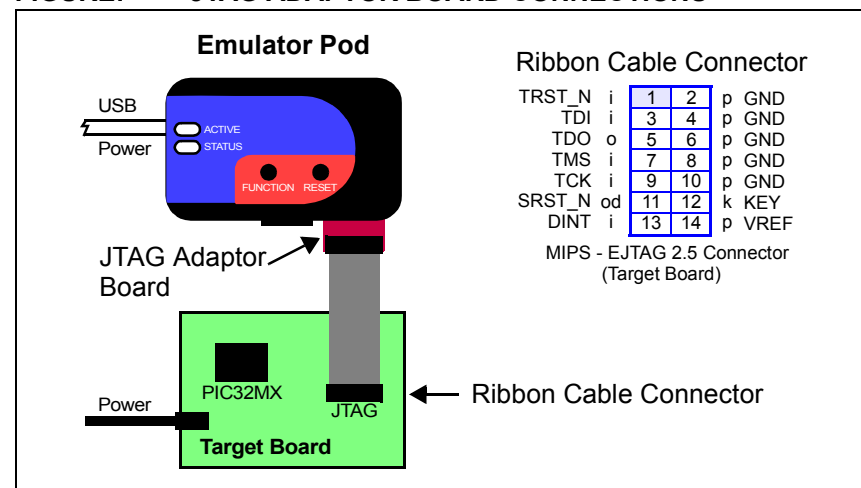 Emulator Pod
USB
Power
ACTIVE
STATUS
FUNCTION RESET
JTAG Adaptor
Board
PIC32MX
JTAG
Power
Target Board
Ribbon Cable Connector
Ribbon Cable Connector
TRST_N i 1 2 p GND
TDI i 3 4 p GND
TDO o 5 6 p GND
TMS i 7 8 p GND
TCK i 9 10 p GND
SRST_N od 11 12 k KEY
DINT i 13 14 p VREF
MIPS - EJTAG 2.5 Connector
(Target Board)